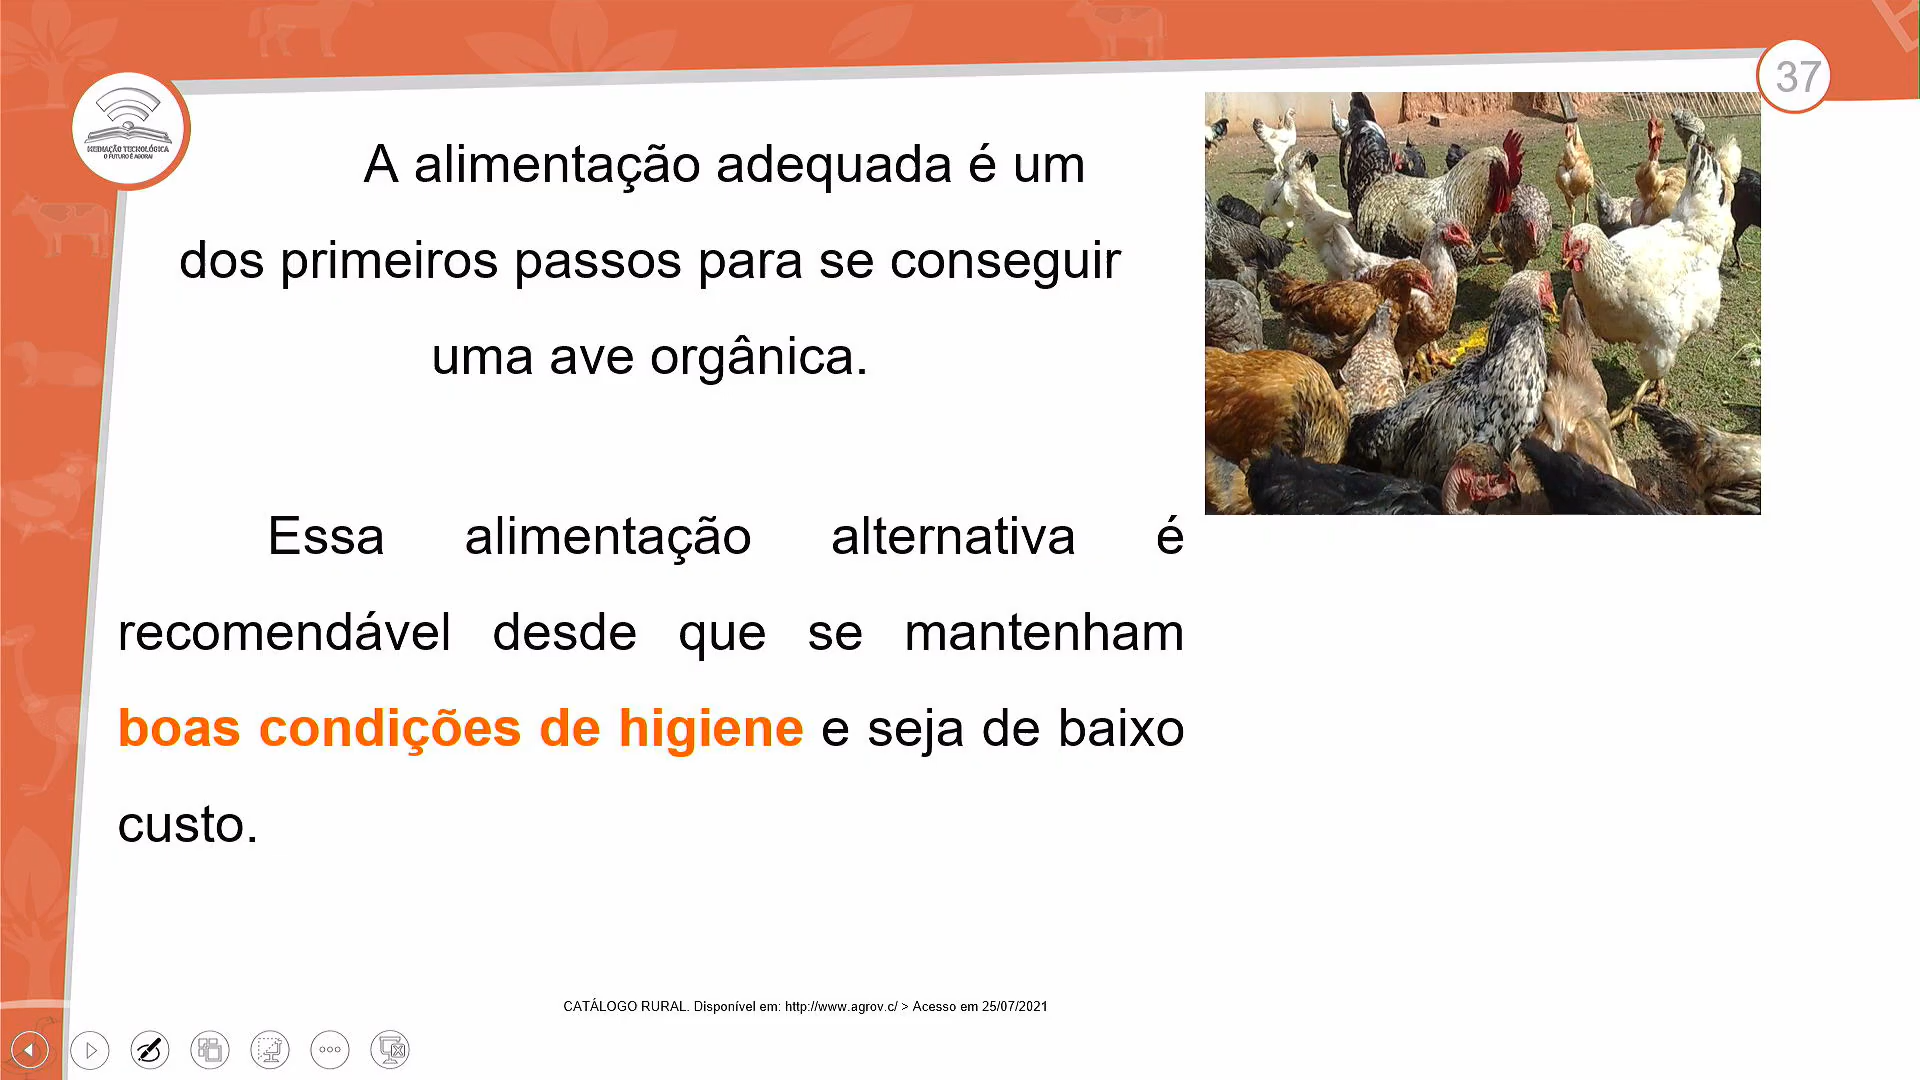 37
MEDIAÇÃO TECNOLÓGICA
O FUTURO É AGORA!
A alimentação adequada é um
dos primeiros passos para se conseguir
uma ave orgânica.
Essa alimentação alternativa é
recomendável desde que se mantenham
boas condições de higiene e seja de baixo
custo.
CATÁLOGO RURAL. Disponível em: http://www.agrov.c/ > Acesso em 25/07/2021